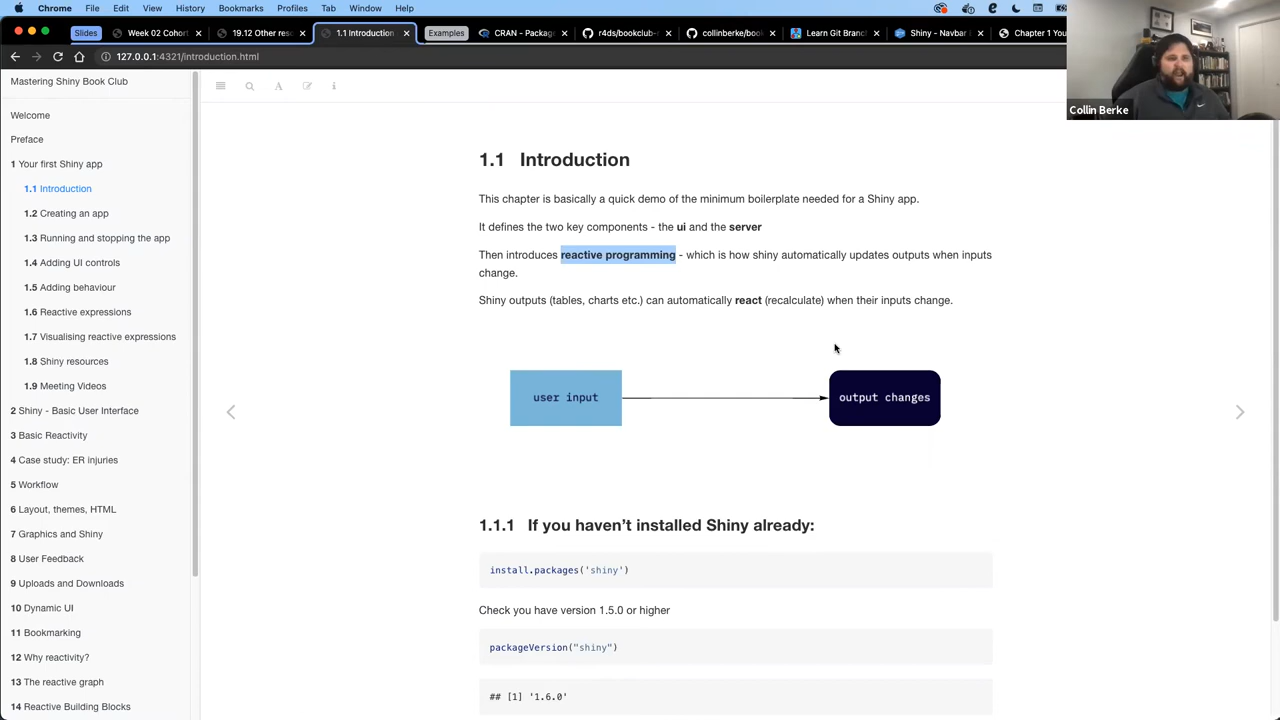 Chrome File Edit View History Bookmarks Profiles Tab Window Help
Slides Week 02 Cohort 19.12 Other res 1.1 Introduction Examples CRAN - Package r4ds/bookclub- collinberke/book Learn Git Branch Shiny - Navbar Chapter 1 You
127.0.0.1:4321/introduction.html
Collin Berke
Mastering Shiny Book Club
Welcome
Preface
1 Your first Shiny app
1.1 Introduction
1.2 Creating an app
1.3 Running and stopping the app
1.4 Adding UI controls
1.5 Adding behaviour
1.6 Reactive expressions
1.7 Visualising reactive expressions
1.8 Shiny resources
1.9 Meeting Videos
2 Shiny - Basic User Interface
3 Basic Reactivity
4 Case study: ER injuries
5 Workflow
6 Layout, themes, HTML
7 Graphics and Shiny
8 User Feedback
9 Uploads and Downloads
10 Dynamic UI
11 Bookmarking
12 Why reactivity?
13 The reactive graph
14 Reactive Building Blocks
1.1 Introduction
This chapter is basically a quick demo of the minimum boilerplate needed for a Shiny app.
It defines the two key components - the ui and the server
Then introduces reactive programming - which is how shiny automatically updates outputs when inputs
change.
Shiny outputs (tables, charts etc.) can automatically react (recalculate) when their inputs change.
user input
output changes
1.1.1 If you haven't installed Shiny already:
install.packages('shiny')
Check you have version 1.5.0 or higher
packageVersion("shiny")
## [1] '1.6.0'